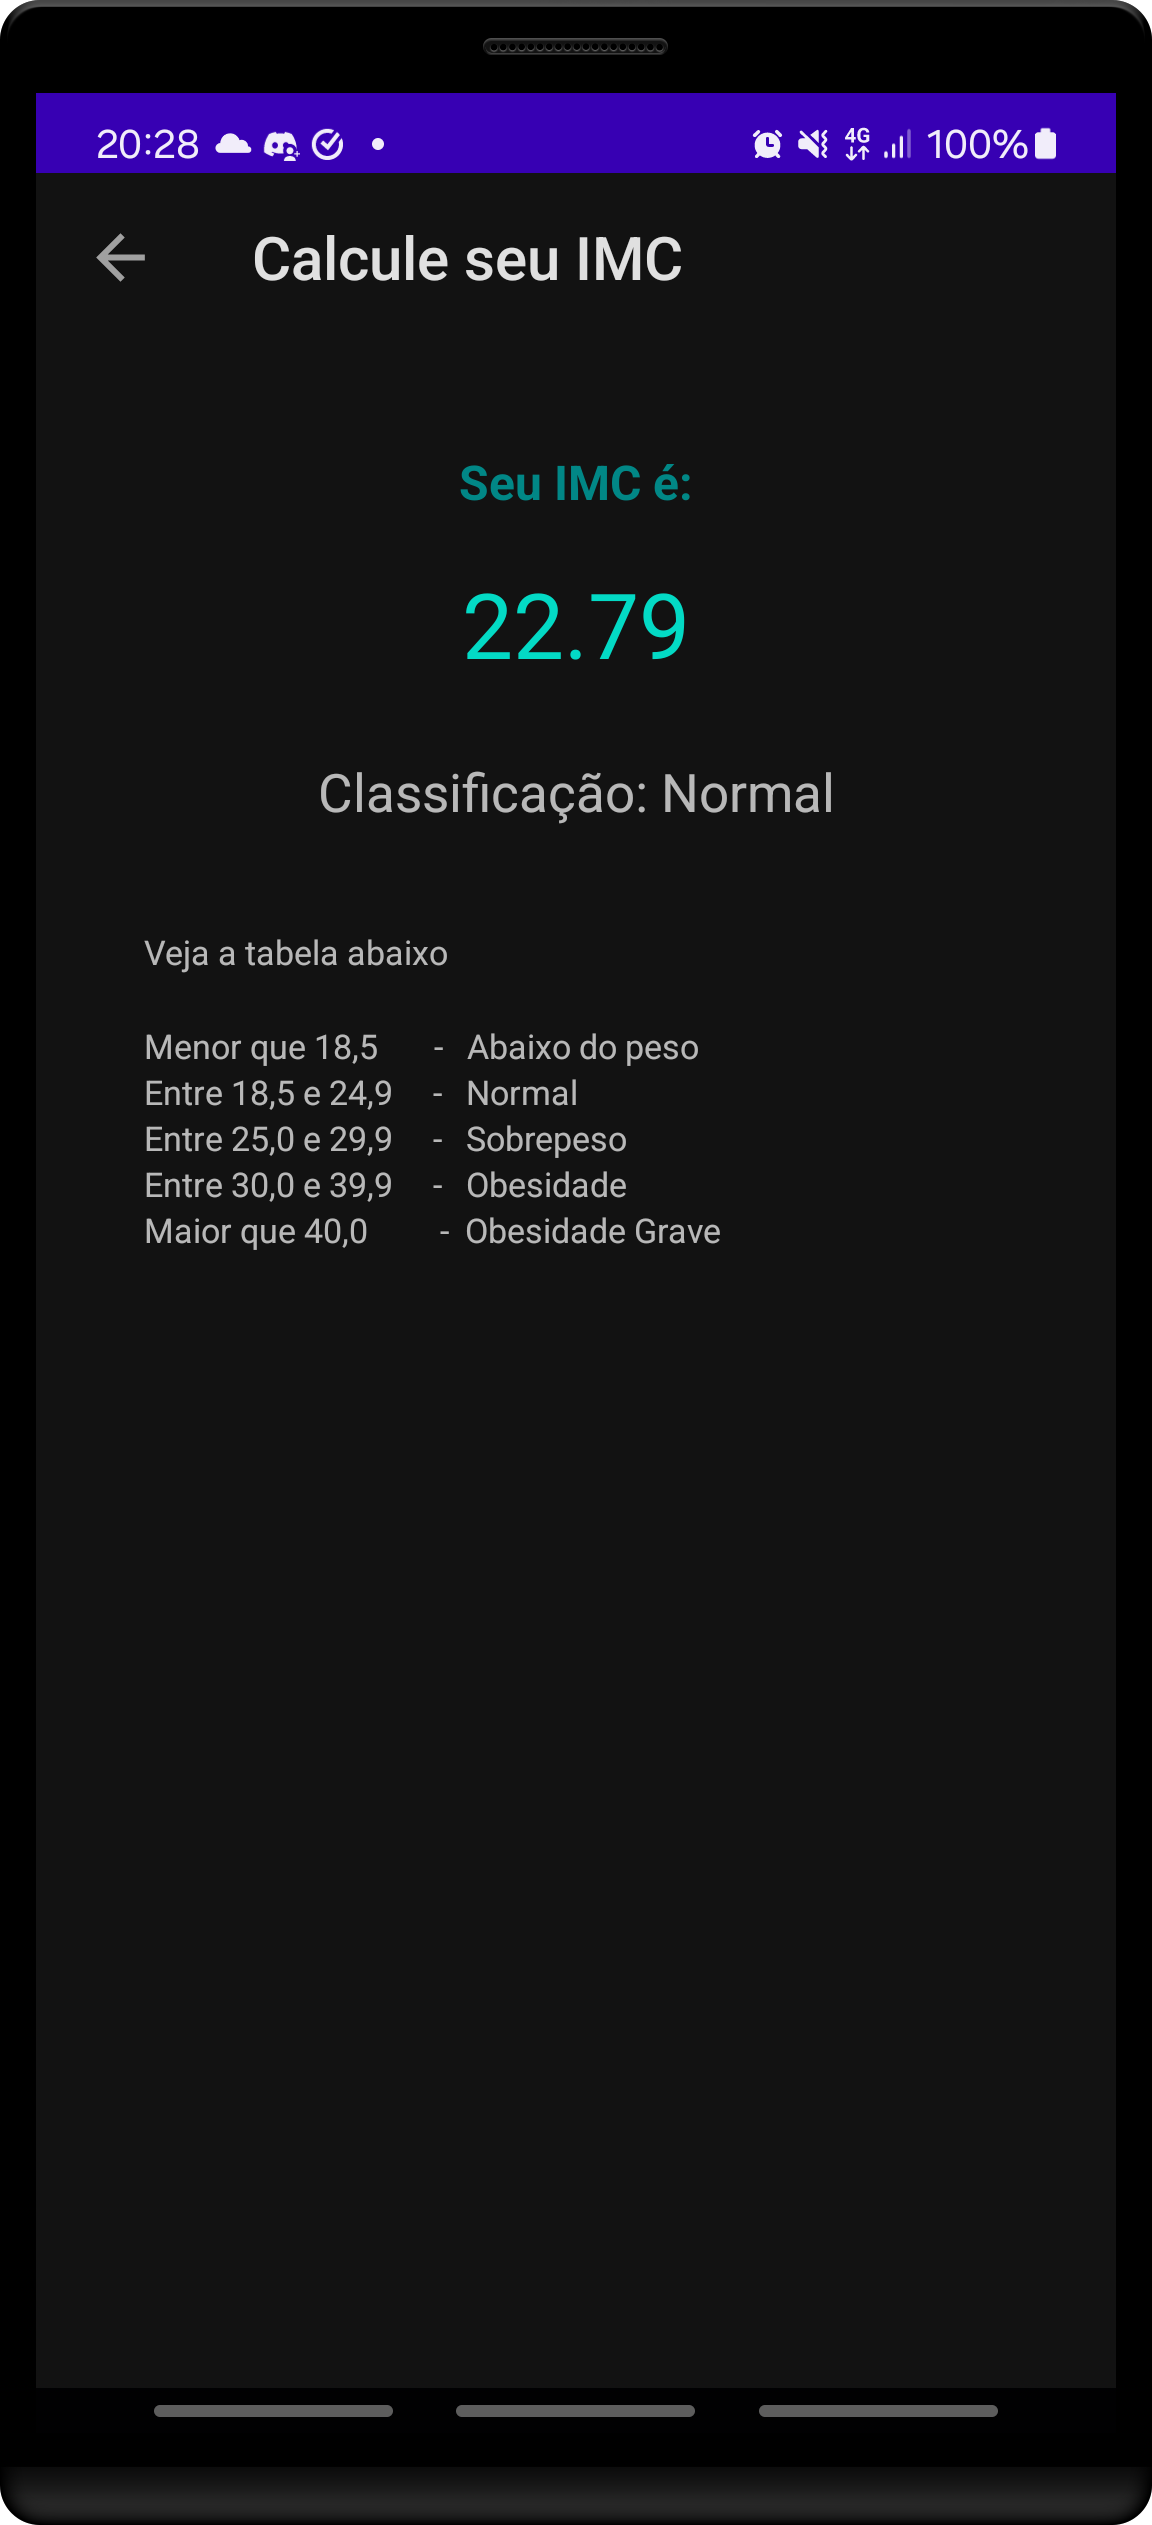 20:28 4G 100%
Calcule seu IMC
Seu IMC é:
22.79
Classificação: Normal
Veja a tabela abaixo
Menor que 18,5 - Abaixo do peso
Entre 18,5 e 24,9 - Normal
Entre 25,0 e 29,9 - Sobrepeso
Entre 30,0 e 39,9 - Obesidade
Maior que 40,0 - Obesidade Grave